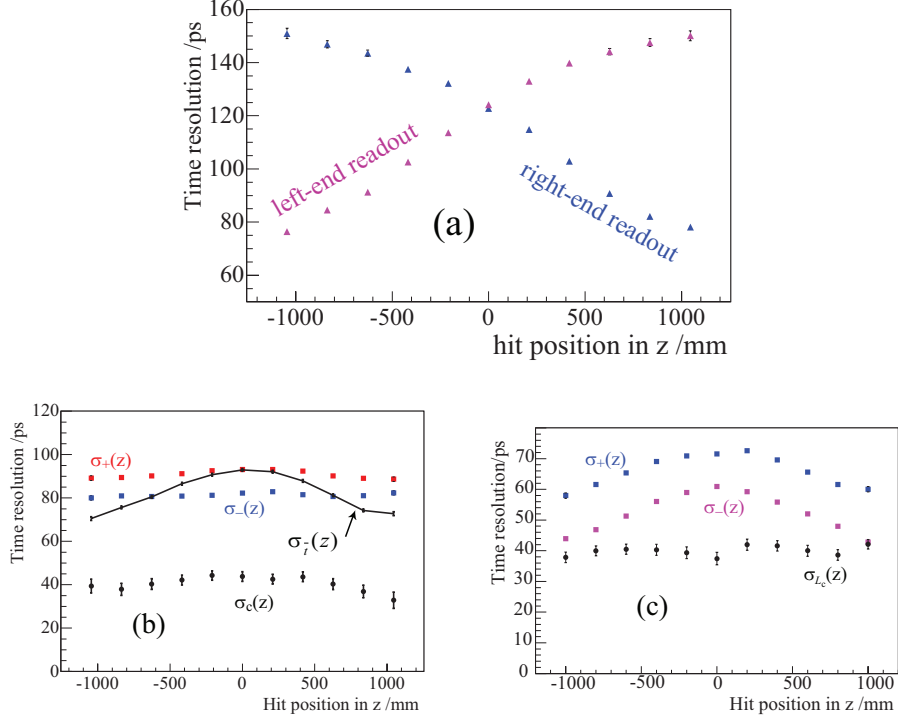 160
140
120
100
80
60
Time resolution /ps
left-end readout
right-end readout
(a)
-1000 -500 0 500 1000
hit position in z /mm
120
100
80
60
40
20
0
Time resolution /ps
σ₊(z)
σ₋(z)
σ_t̄(z)
σc(z)
(b)
-1000 -500 0 500 1000
Hit position in z /mm
70
60
50
40
30
20
10
0
Time resolution/ps
σ₊(z)
σ₋(z)
σ_{L_c}(z)
(c)
-1000 -500 0 500 1000
Hit position in z /mm